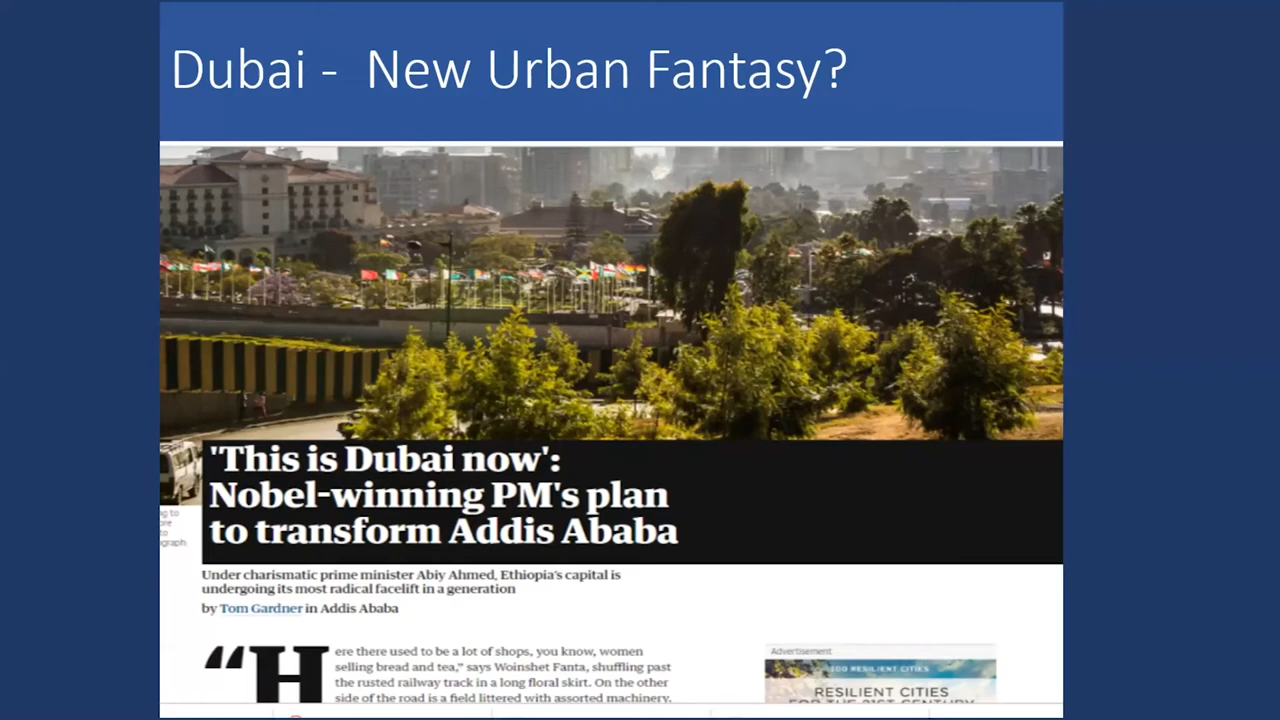 Dubai -  New Urban Fantasy?
'This is Dubai now':
Nobel-winning PM's plan
to transform Addis Ababa
Under charismatic prime minister Abiy Ahmed, Ethiopia's capital is
undergoing its most radical facelift in a generation
by Tom Gardner in Addis Ababa
“Here there used to be a lot of shops, you know, women
selling bread and tea,” says Woinshet Fanta, shuffling past
the rusted railway track in a long floral skirt. On the other
side of the road is a field littered with assorted machinery.
Advertisement
100 RESILIENT CITIES
RESILIENT CITIES
FOR THE 21ST CENTURY